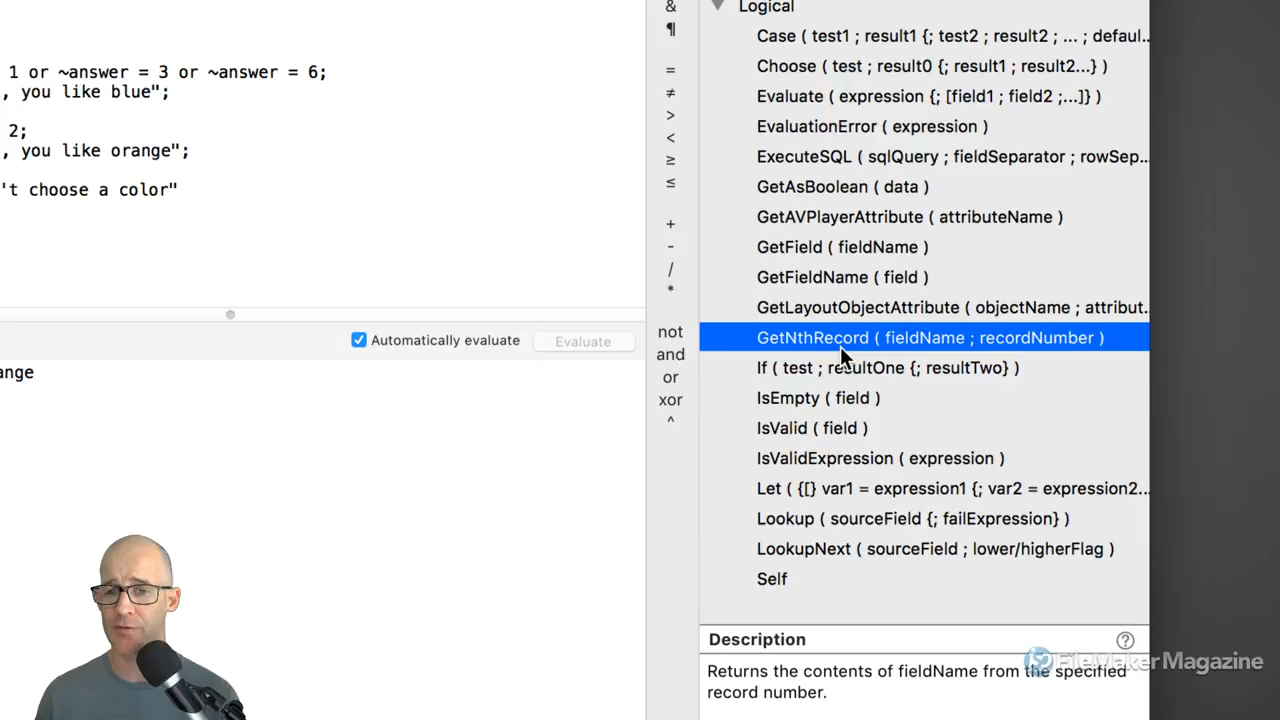 1 or ~answer = 3 or ~answer = 6;
, you like blue";
2;
, you like orange";
't choose a color"
Automatically evaluate
Evaluate
ange
&
¶
=
≠
>
<
≥
≤
+
-
/
*
not
and
or
xor
^
Logical
Case ( test1 ; result1 {; test2 ; result2 ; ... ; defaul...
Choose ( test ; result0 {; result1 ; result2...} )
Evaluate ( expression {; [field1 ; field2 ;...]} )
EvaluationError ( expression )
ExecuteSQL ( sqlQuery ; fieldSeparator ; rowSep...
GetAsBoolean ( data )
GetAVPlayerAttribute ( attributeName )
GetField ( fieldName )
GetFieldName ( field )
GetLayoutObjectAttribute ( objectName ; attribut...
GetNthRecord ( fieldName ; recordNumber )
If ( test ; resultOne {; resultTwo} )
IsEmpty ( field )
IsValid ( field )
IsValidExpression ( expression )
Let ( {[} var1 = expression1 {; var2 = expression2...
Lookup ( sourceField {; failExpression} )
LookupNext ( sourceField ; lower/higherFlag )
Self
Description
?
Returns the contents of fieldName from the specified
record number.
FileMaker Magazine